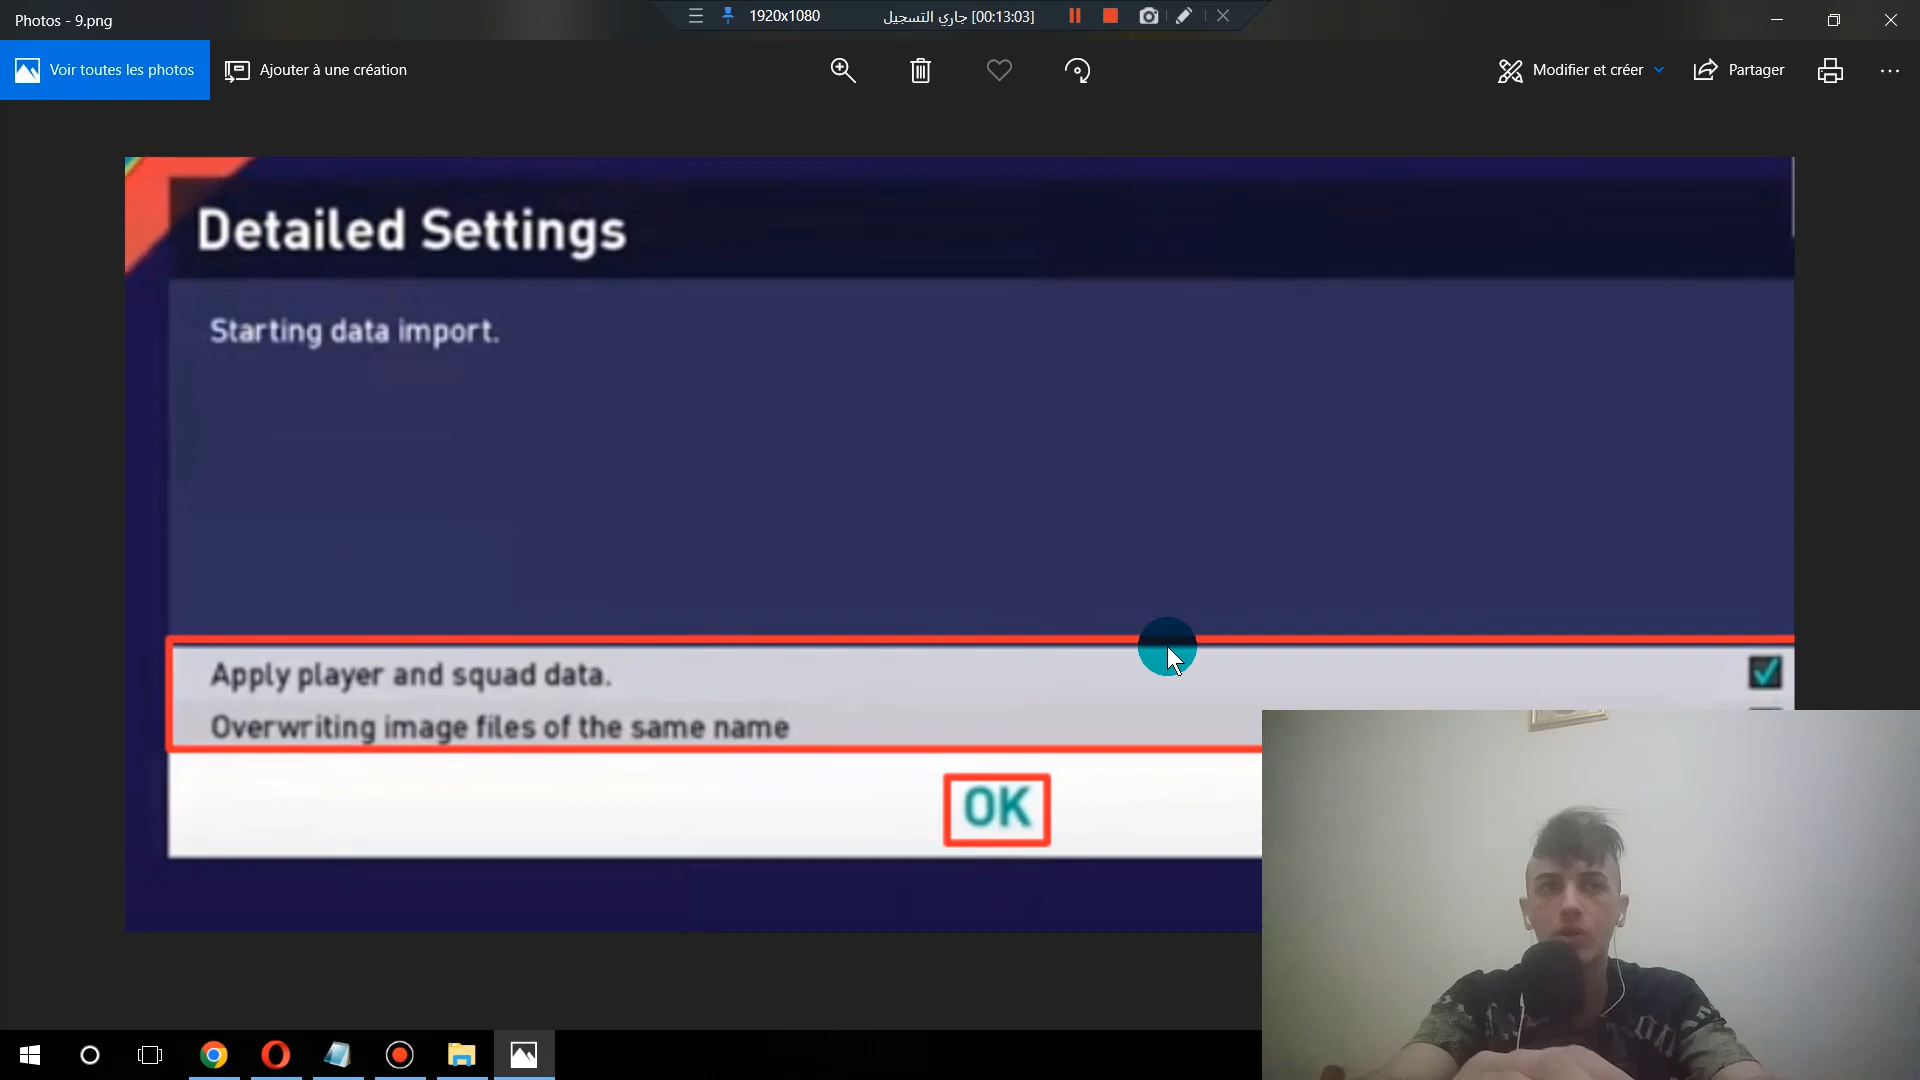 Photos - 9.png
1920x1080
جاري التسجيل [00:13:03]
Voir toutes les photos
Ajouter à une création
Modifier et créer
Partager
Detailed Settings
Starting data import.
Apply player and squad data.
Overwriting image files of the same name
OK